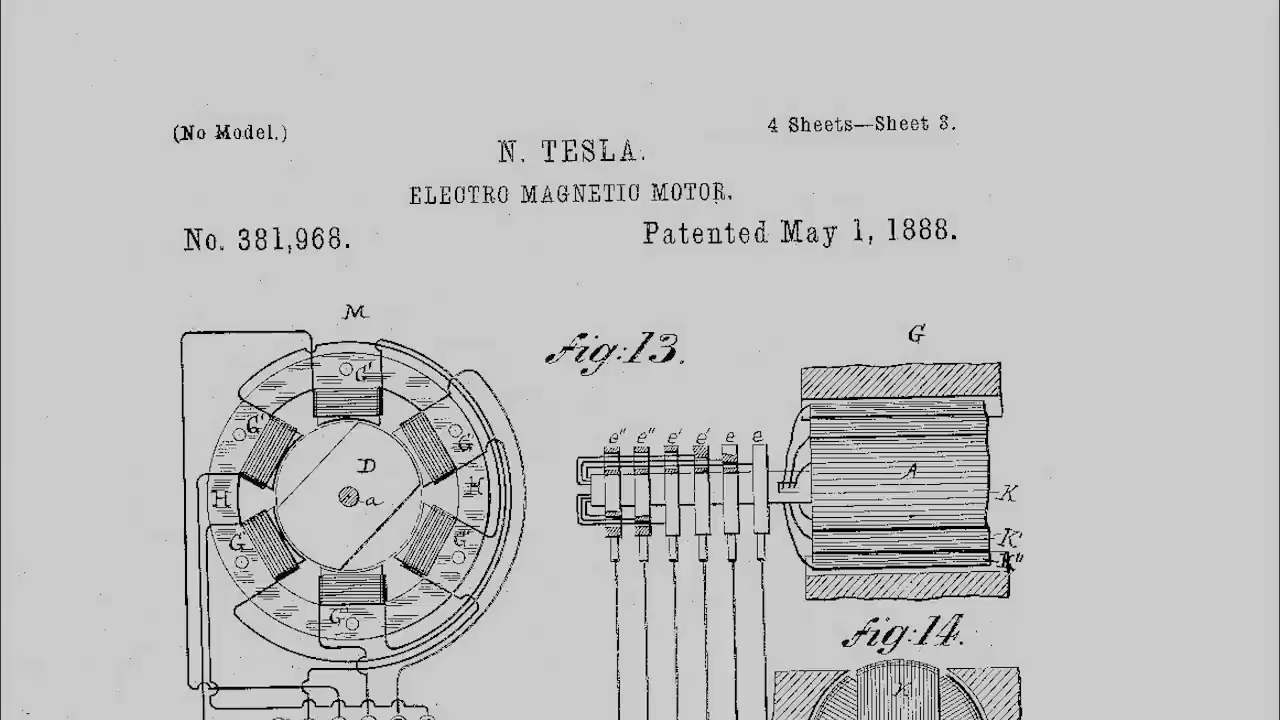 (No Model.)
4 Sheets—Sheet 3.
N. TESLA.
ELECTRO MAGNETIC MOTOR.
No. 381,968.
Patented May 1, 1888.
M
Fig: 13.
G
G'
G'
G
D
a
H
H
G
G'
G''
e'' e'' e' e' e e
A
K
K'
K''
Fig: 14.